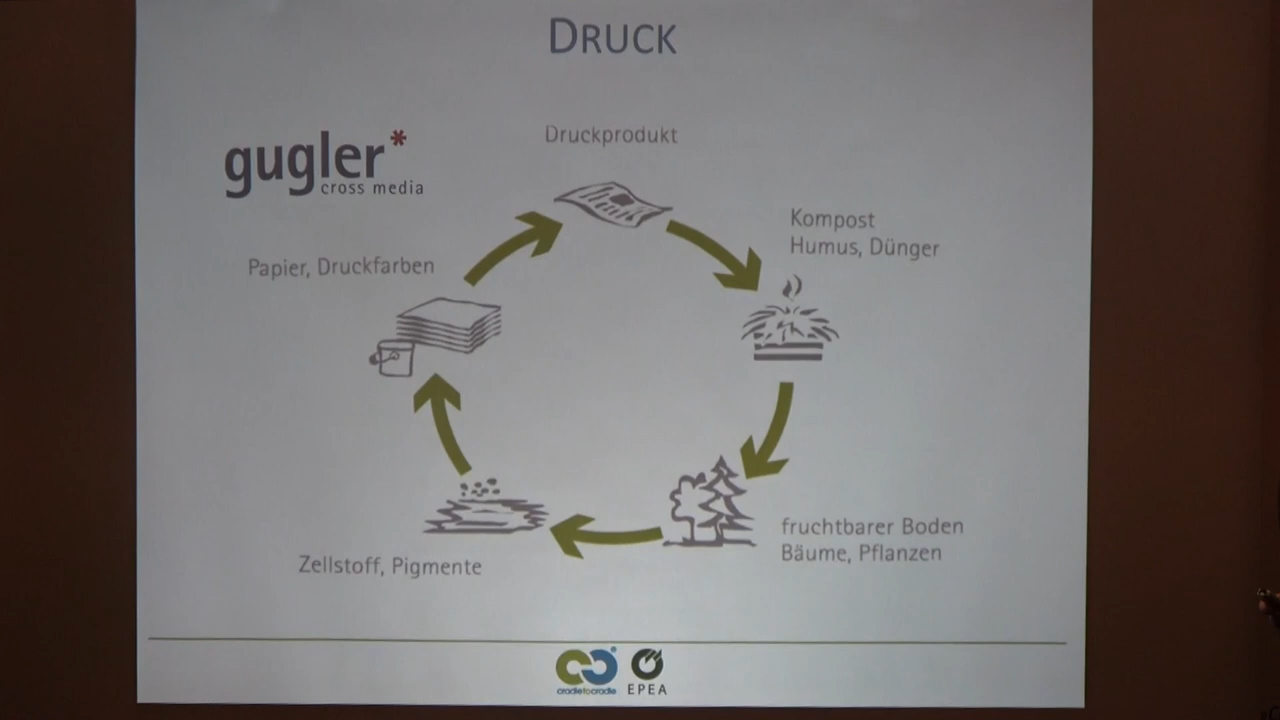 DRUCK
Druckprodukt
gugler*
cross media
Kompost
Humus, Dünger
Papier, Druckfarben
fruchtbarer Boden
Bäume, Pflanzen
Zellstoff, Pigmente
cradletocradle
EPEA